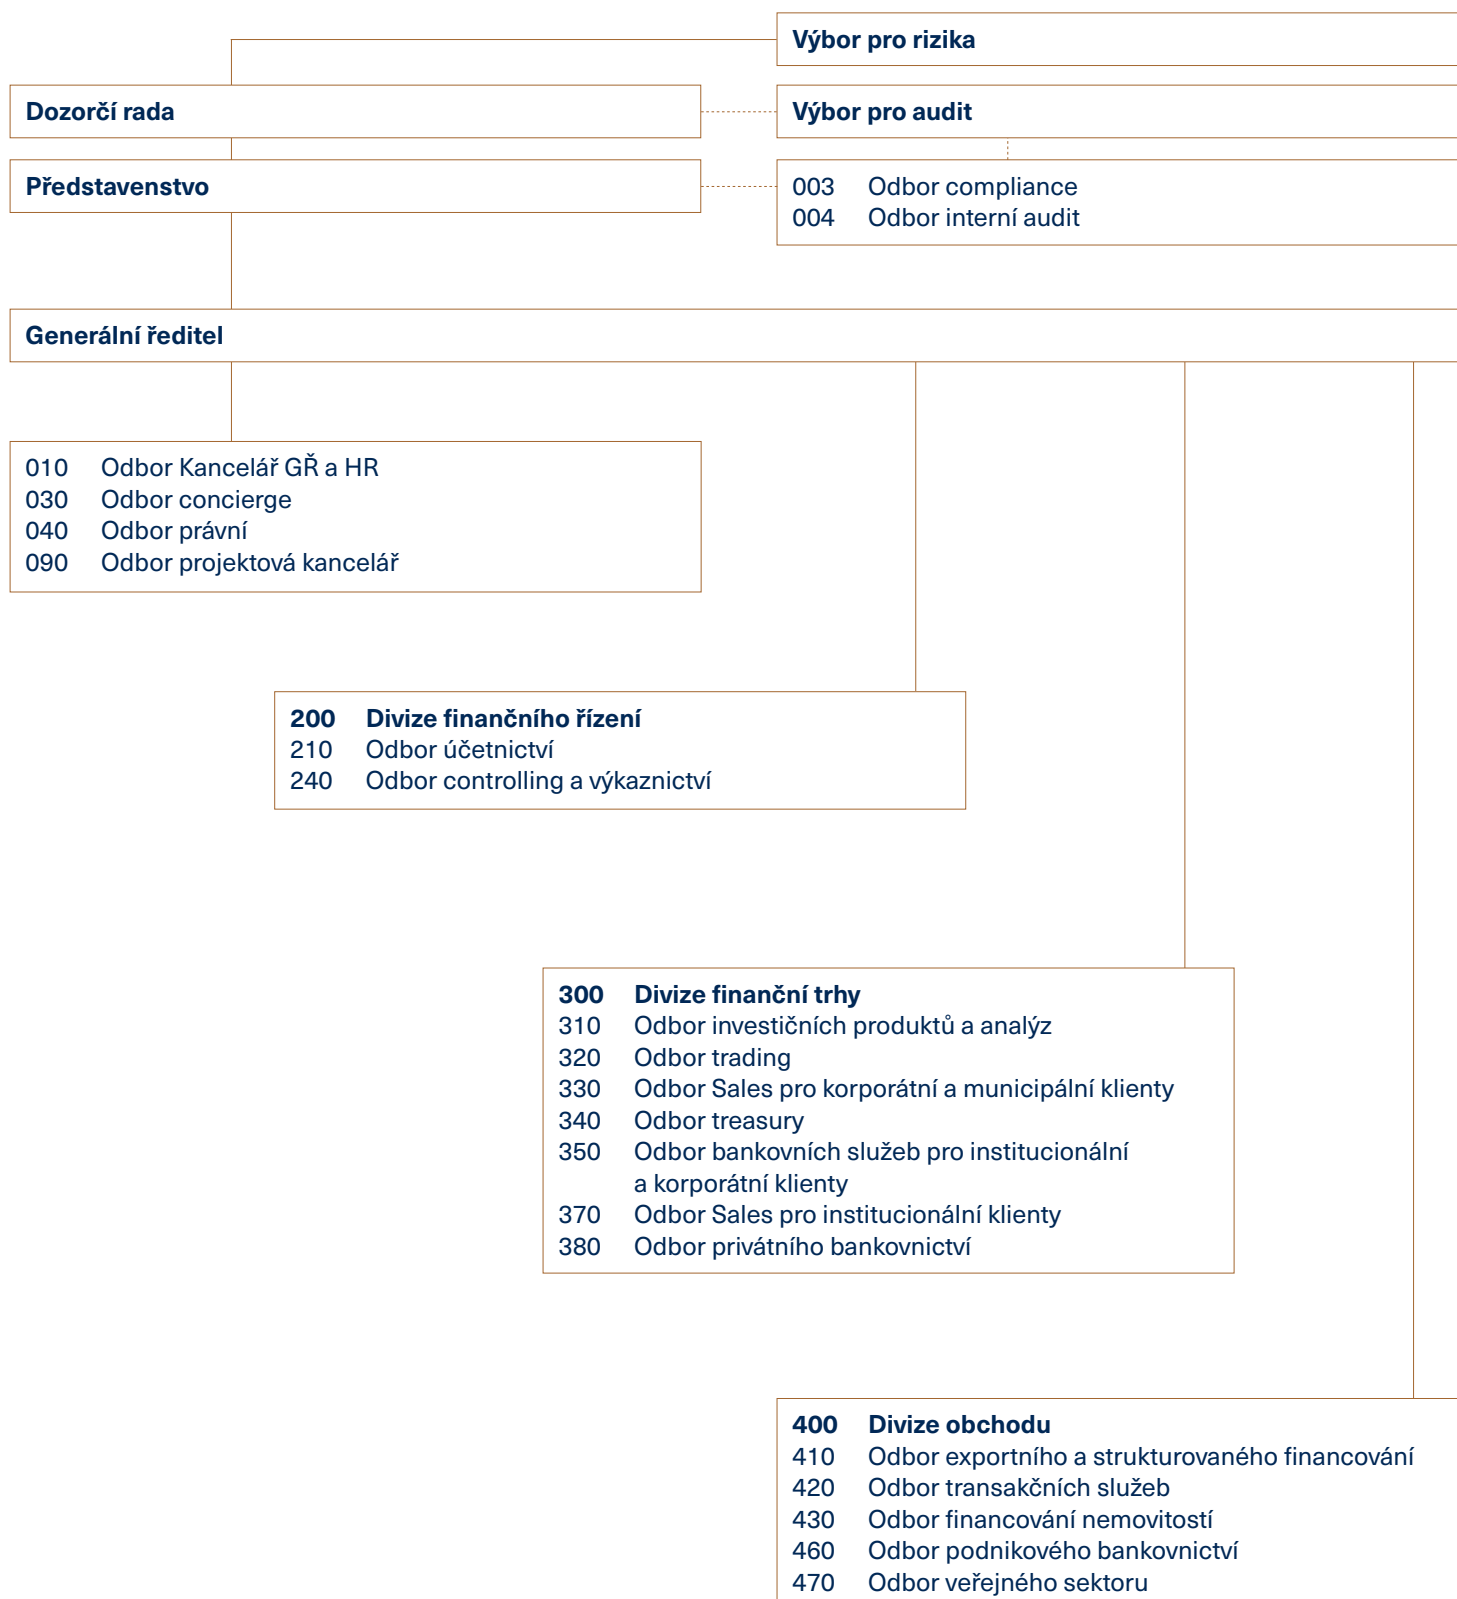 Výbor pro rizika
Dozorčí rada
Výbor pro audit
Představenstvo
003 Odbor compliance
004 Odbor interní audit
Generální ředitel
010 Odbor Kancelář GŘ a HR
030 Odbor concierge
040 Odbor právní
090 Odbor projektová kancelář
200 Divize finančního řízení
210 Odbor účetnictví
240 Odbor controlling a výkaznictví
300 Divize finanční trhy
310 Odbor investičních produktů a analýz
320 Odbor trading
330 Odbor Sales pro korporátní a municipální klienty
340 Odbor treasury
350 Odbor bankovních služeb pro institucionální
a korporátní klienty
370 Odbor Sales pro institucionální klienty
380 Odbor privátního bankovnictví
400 Divize obchodu
410 Odbor exportního a strukturovaného financování
420 Odbor transakčních služeb
430 Odbor financování nemovitostí
460 Odbor podnikového bankovnictví
470 Odbor veřejného sektoru